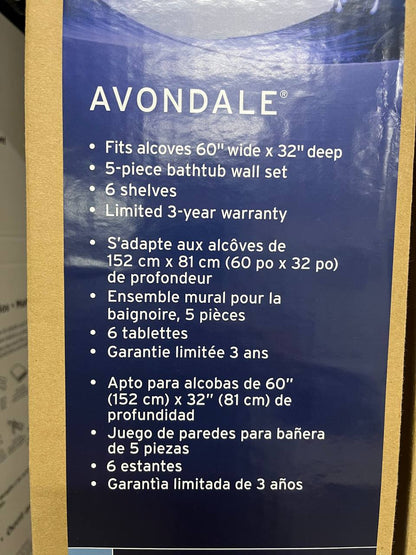 AVONDALE®
• Fits alcoves 60" wide x 32" deep
• 5-piece bathtub wall set
• 6 shelves
• Limited 3-year warranty
• S'adapte aux alcôves de
152 cm x 81 cm (60 po x 32 po)
de profondeur
• Ensemble mural pour la
baignoire, 5 pièces
• 6 tablettes
• Garantie limitée 3 ans
• Apto para alcobas de 60”
(152 cm) x 32” (81 cm) de
profundidad
• Juego de paredes para bañera
de 5 piezas
• 6 estantes
• Garantìa limitada de 3 años